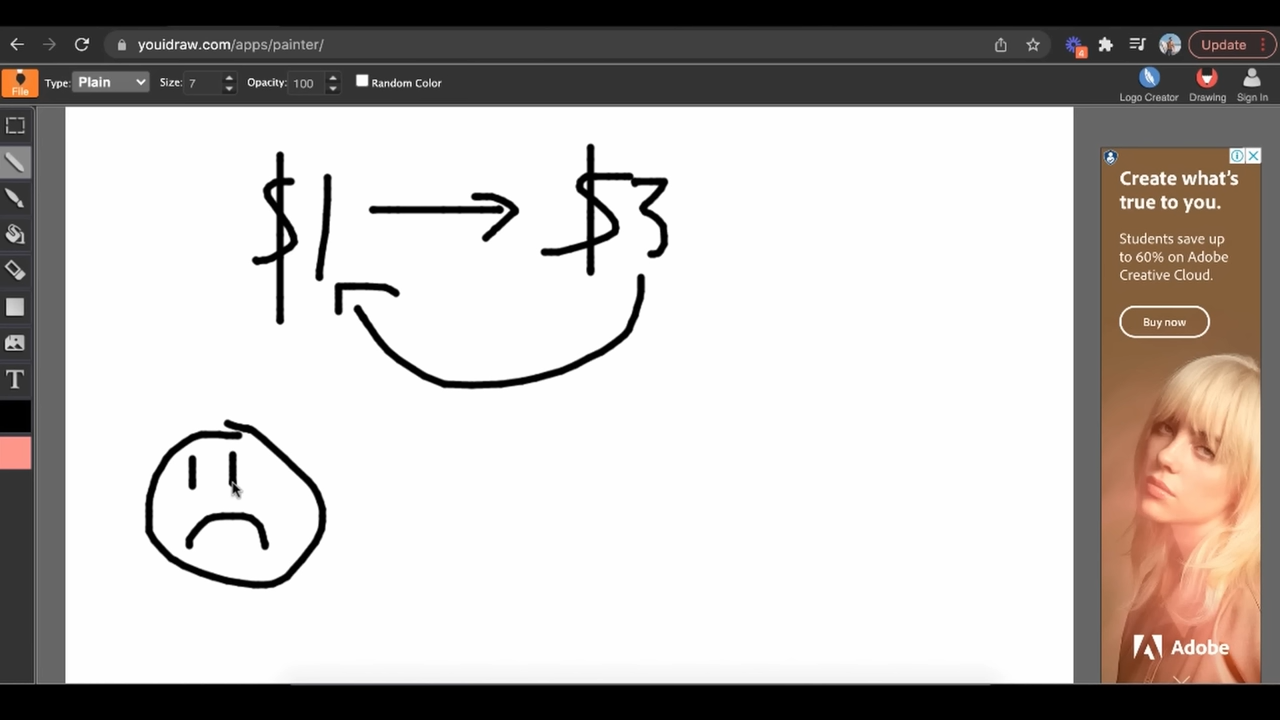 youidraw.com/apps/painter/
4
Update
File
Type: Plain Size: 7 Opacity: 100 Random Color
Logo Creator Drawing Sign In
T
$1 → $3
Create what's
true to you.
Students save up
to 60% on Adobe
Creative Cloud.
Buy now
Adobe